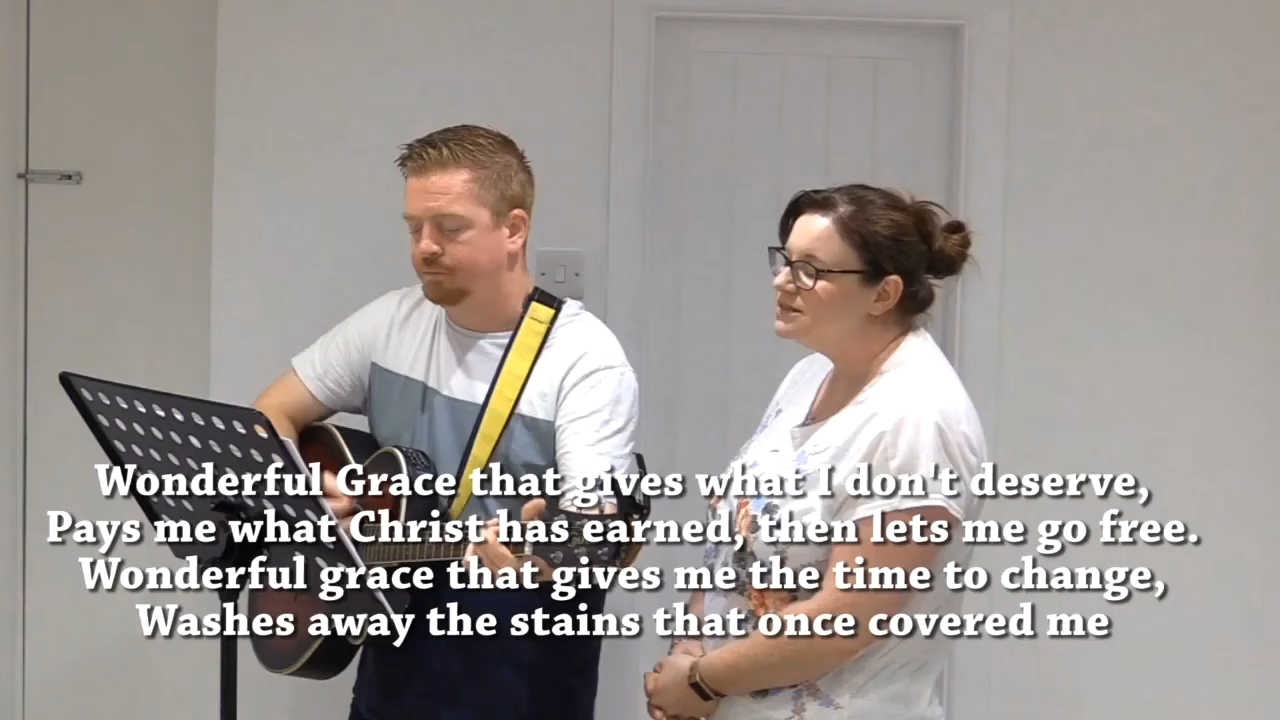 Wonderful Grace that gives what I don't deserve,
Pays me what Christ has earned, then lets me go free.
Wonderful grace that gives me the time to change,
Washes away the stains that once covered me